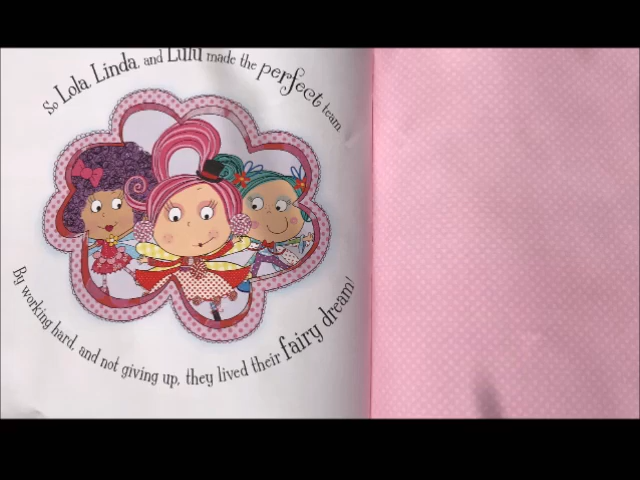 So Lola, Linda, and Lulu made the perfect team.
By working hard, and not giving up, they lived their fairy dream!